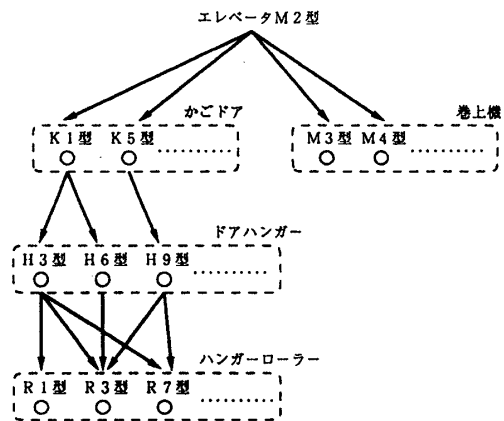 エレベータM2型
かごドア
巻上機
K1型 K5型 ‥‥‥‥‥
M3型 M4型 ‥‥‥‥‥
ドアハンガー
H3型 H6型 H9型 ‥‥‥‥‥
ハンガーローラー
R1型 R3型 R7型 ‥‥‥‥‥